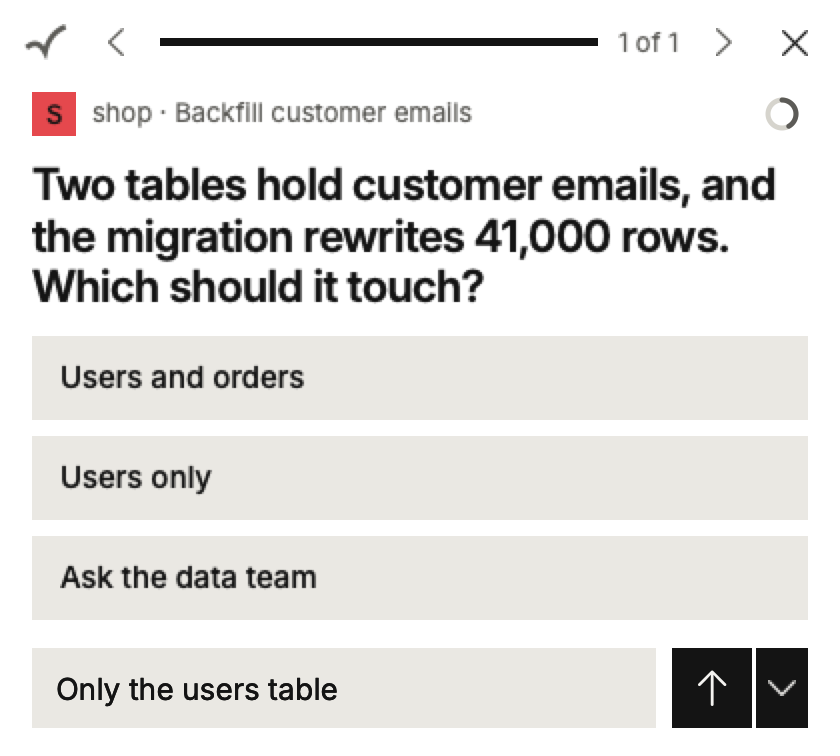 1 of 1
S
shop · Backfill customer emails
Two tables hold customer emails, and
the migration rewrites 41,000 rows.
Which should it touch?
Users and orders
Users only
Ask the data team
Only the users table